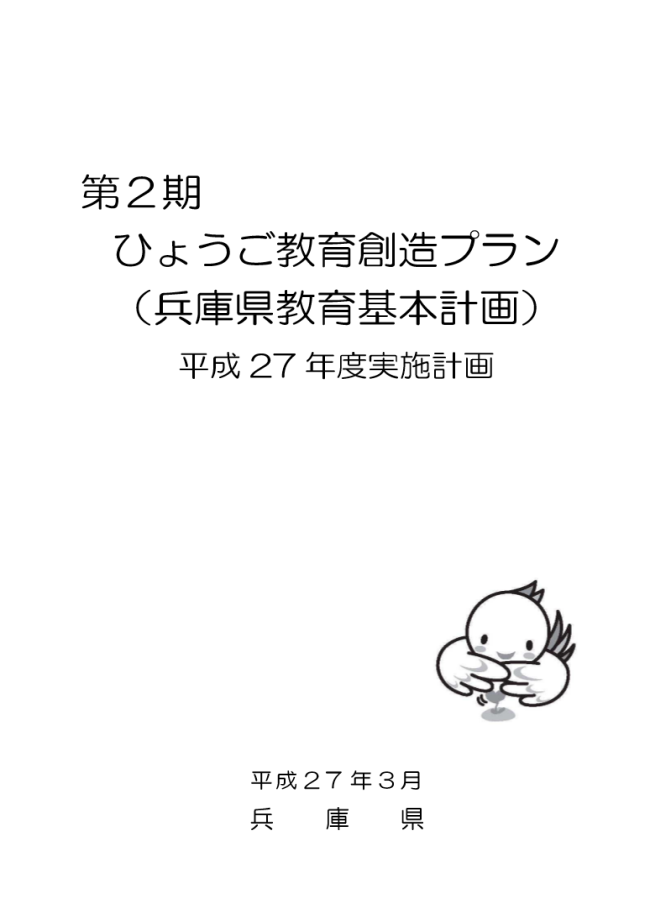 第２期
ひょうご教育創造プラン
（兵庫県教育基本計画）
平成 27 年度実施計画
平成２７年３月
兵　庫　県